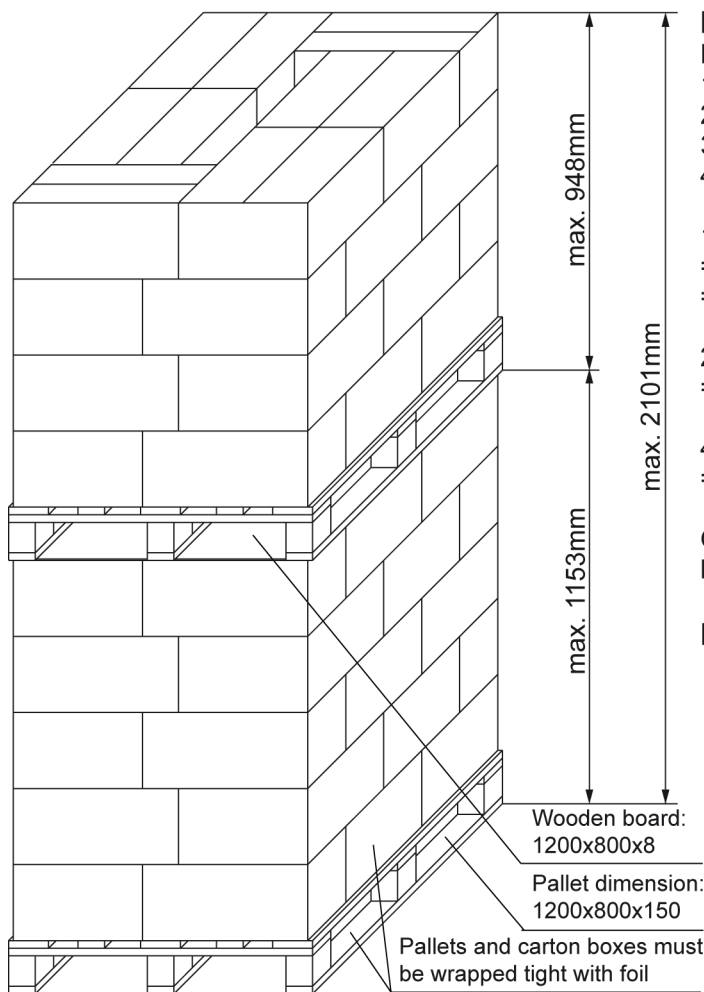 max. 948mm
max. 2101mm
max. 1153mm
Wooden board:
1200x800x8
Pallet dimension:
1200x800x150
Pallets and carton boxes must
be wrapped tight with foil